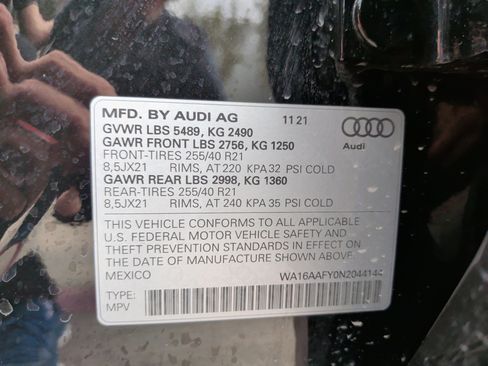 MFD. BY AUDI AG 11 21
GVWR LBS 5489, KG 2490
GAWR FRONT LBS 2756, KG 1250
FRONT-TIRES 255/40 R21
8,5JX21 RIMS, AT 220 KPA 32 PSI COLD
GAWR REAR LBS 2998, KG 1360
REAR-TIRES 255/40 R21
8,5JX21 RIMS, AT 240 KPA 35 PSI COLD
Audi
THIS VEHICLE CONFORMS TO ALL APPLICABLE
U.S. FEDERAL MOTOR VEHICLE SAFETY AND
THEFT PREVENTION STANDARDS IN EFFECT ON
THE DATE OF MANUFACTURE SHOWN ABOVE.
MEXICO WA16AAFY0N2044144
TYPE:
MPV